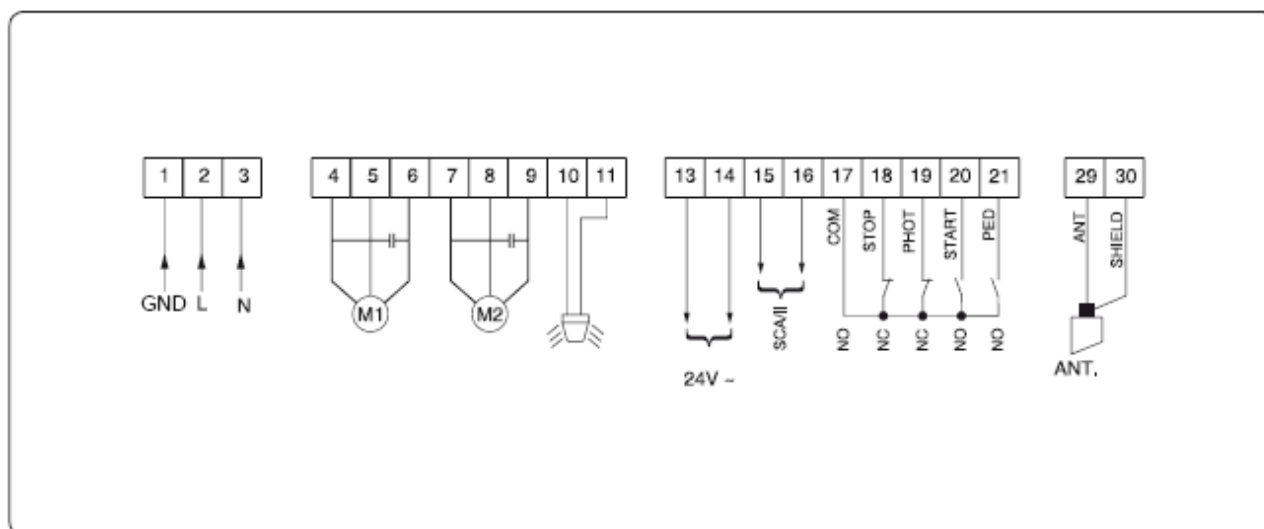 1 2 3 4 5 6 7 8 9 10 11 13 14 15 16 17 18 19 20 21 29 30
COM STOP PHOT START PED ANT SHIELD
GND L N M1 M2 SCA/II NO NC NC NO NO
24V ~ ANT.